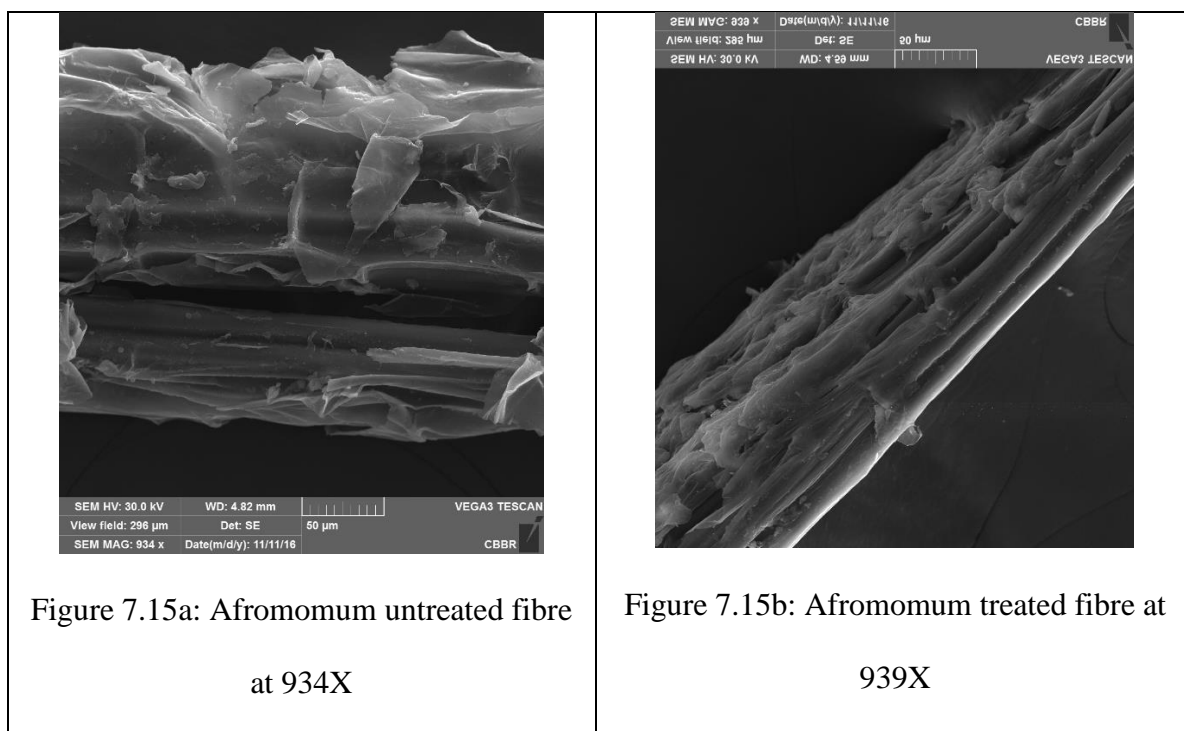 SEM HV: 30.0 kV WD: 4.82 mm VEGA3 TESCAN
View field: 296 µm Det: SE 50 µm
SEM MAG: 934 x Date(m/d/y): 11/11/16 CBBR
Figure 7.15a: Afromomum untreated fibre
at 934X
SEM MAG: 939 x Date(m/d/y): 11/11/16 CBBR
View field: 295 µm Det: SE 50 µm
SEM HV: 30.0 kV WD: 4.59 mm VEGA3 TESCAN
Figure 7.15b: Afromomum treated fibre at
939X